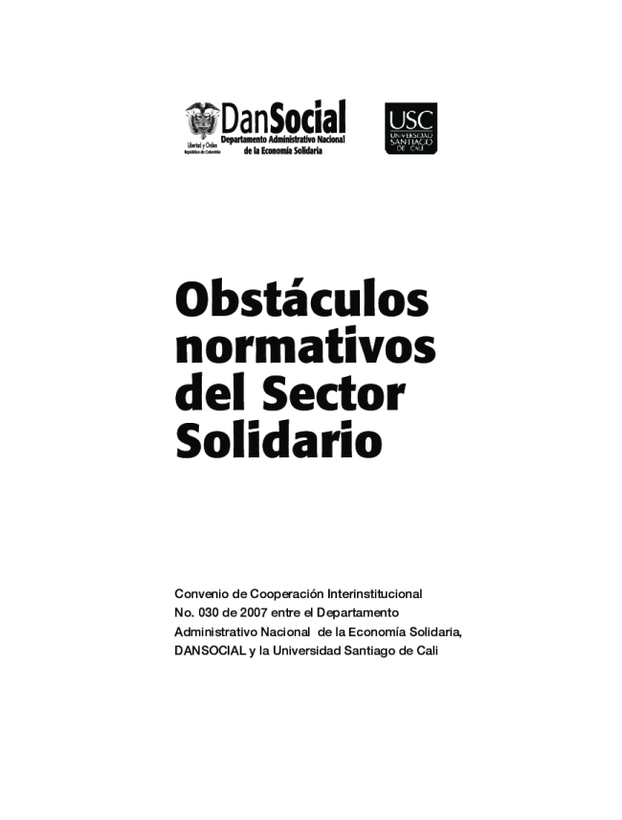 DanSocial
Departamento Administrativo Nacional
de la Economía Solidaria
Libertad y Orden
República de Colombia
USC
UNIVERSIDAD
SANTIAGO
DE CALI
Obstáculos
normativos
del Sector
Solidario
Convenio de Cooperación Interinstitucional
No. 030 de 2007 entre el Departamento
Administrativo Nacional  de la Economía Solidaria,
DANSOCIAL y la Universidad Santiago de Cali